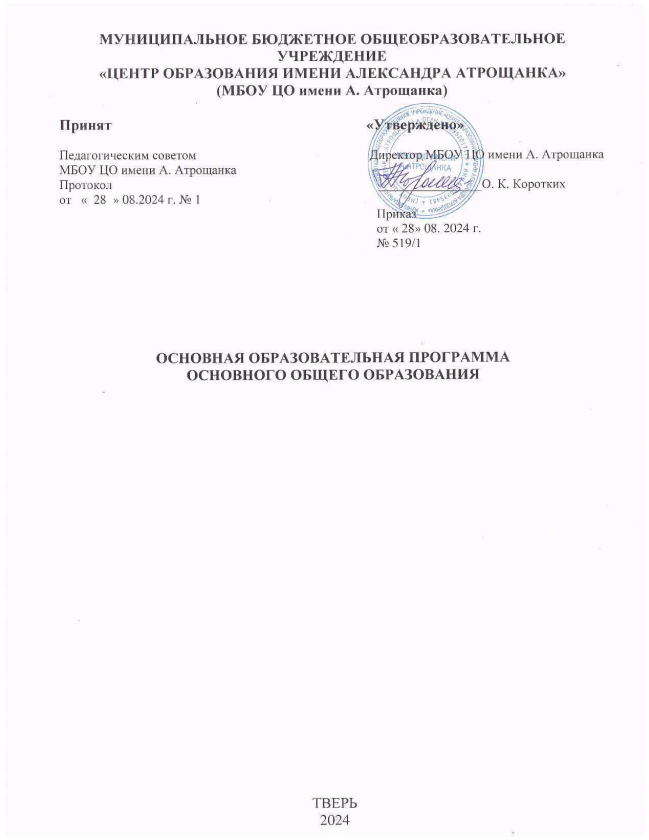 МУНИЦИПАЛЬНОЕ БЮДЖЕТНОЕ ОБЩЕОБРАЗОВАТЕЛЬНОЕ
УЧРЕЖДЕНИЕ
«ЦЕНТР ОБРАЗОВАНИЯ ИМЕНИ АЛЕКСАНДРА АТРОЩАНКА»
(МБОУ ЦО имени А. Атрощанка)
Принят
Педагогическим советом
МБОУ ЦО имени А. Атрощанка
Протокол
от « 28 » 08.2024 г. № 1
«Утверждено»
Директор МБОУ ЦО имени А. Атрощанка
О. К. Коротких
Приказ
от « 28» 08. 2024 г.
№ 519/1
ОСНОВНАЯ ОБРАЗОВАТЕЛЬНАЯ ПРОГРАММА
ОСНОВНОГО ОБЩЕГО ОБРАЗОВАНИЯ
ТВЕРЬ
2024